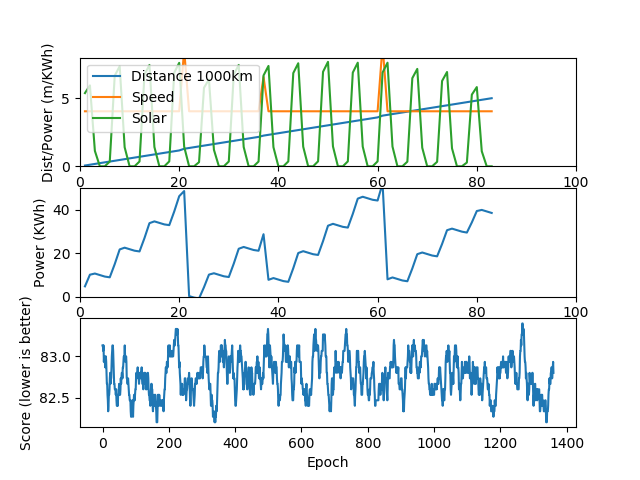 Dist/Power (m/KWh)
5
0
Distance 1000km
Speed
Solar
0 20 40 60 80 100
Power (KWh)
40
20
0
0 20 40 60 80 100
Score (lower is better)
83.0
82.5
0 200 400 600 800 1000 1200 1400
Epoch